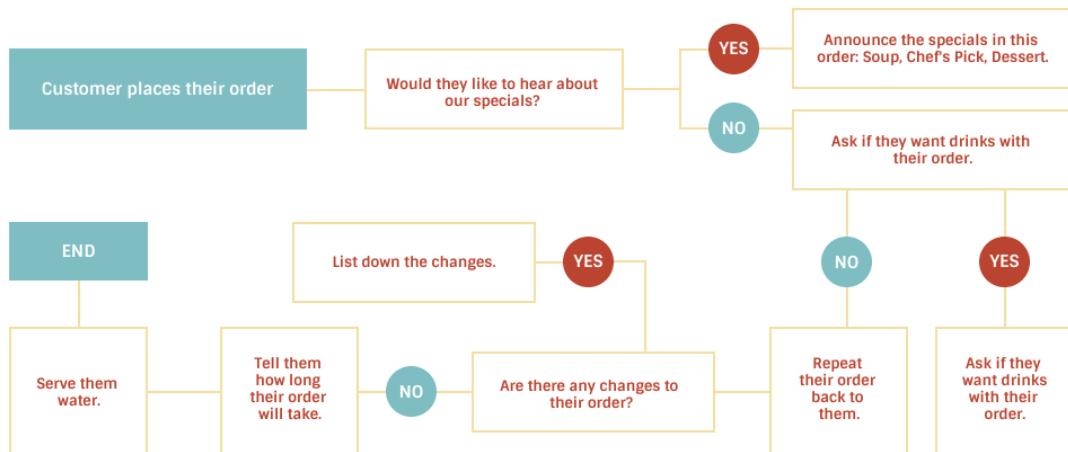 Customer places their order
Would they like to hear about
our specials?
YES
Announce the specials in this
order: Soup, Chef's Pick, Dessert.
NO
Ask if they want drinks with
their order.
END
List down the changes.
YES
NO
YES
Serve them
water.
Tell them
how long
their order
will take.
NO
Are there any changes to
their order?
Repeat
their order
back to
them.
Ask if they
want drinks
with their
order.